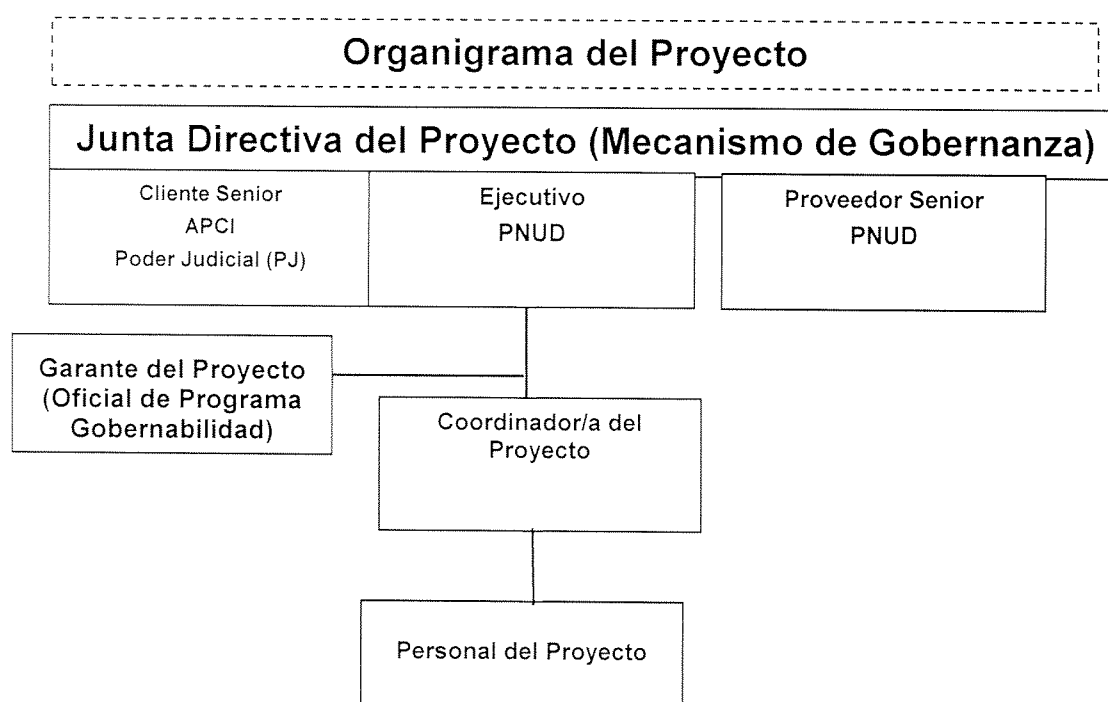 Organigrama del Proyecto
Junta Directiva del Proyecto (Mecanismo de Gobernanza)
Cliente Senior
APCI
Poder Judicial (PJ)
Ejecutivo
PNUD
Proveedor Senior
PNUD
Garante del Proyecto
(Oficial de Programa
Gobernabilidad)
Coordinador/a del
Proyecto
Personal del Proyecto